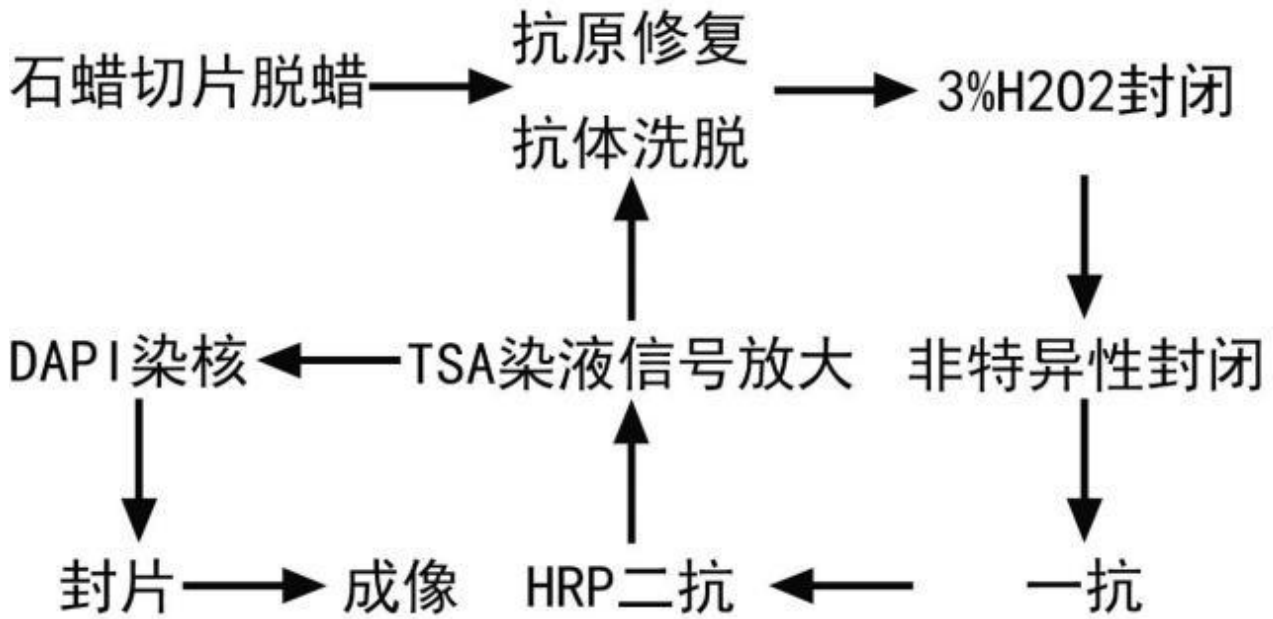 石蜡切片脱蜡
抗原修复
抗体洗脱
3%H2O2封闭
DAPI染核
TSA染液信号放大
非特异性封闭
封片
成像
HRP二抗
一抗